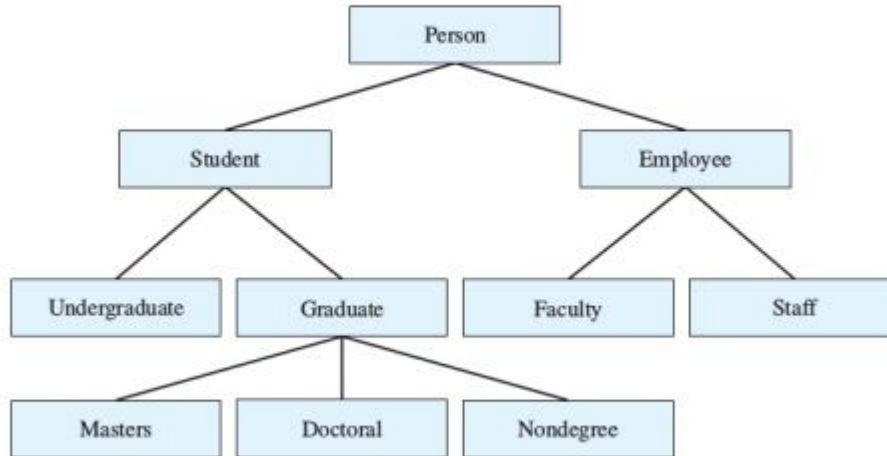 Person
Student
Employee
Undergraduate
Graduate
Faculty
Staff
Masters
Doctoral
Nondegree